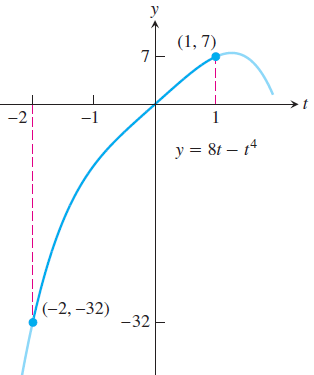 y
(1, 7)
7
t
−2
−1
1
y = 8t − t⁴
(−2, −32)
−32